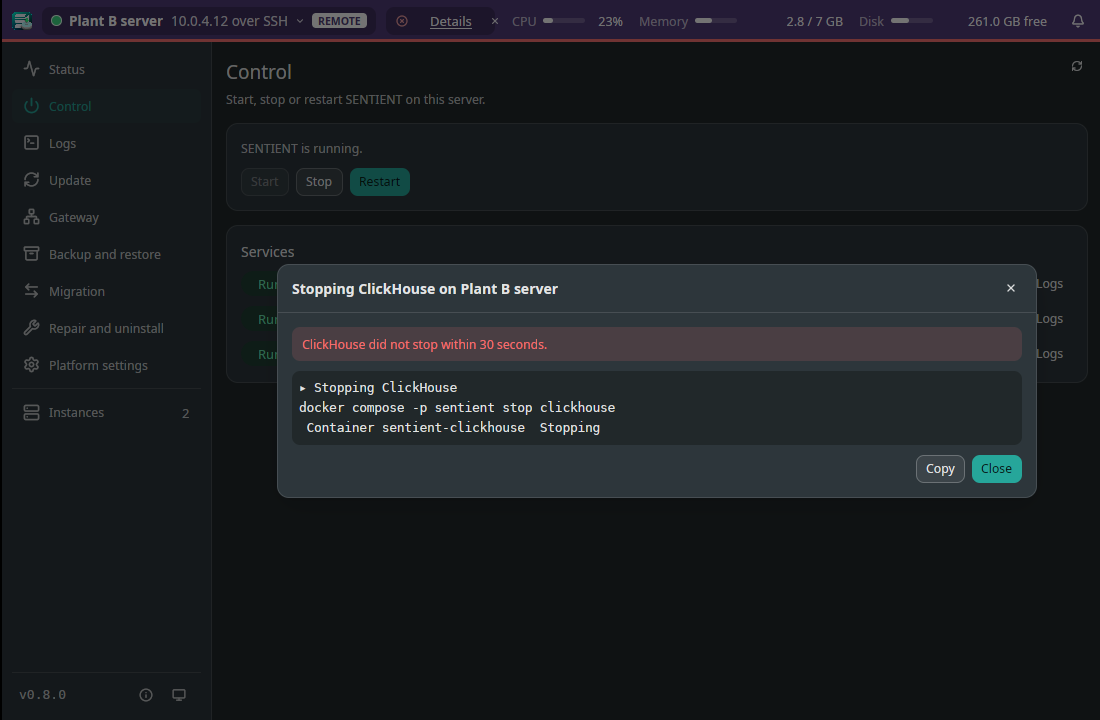 Plant B server 10.0.4.12 over SSH REMOTE Details × CPU 23% Memory 2.8 / 7 GB Disk 261.0 GB free
Status
Control
Logs
Update
Gateway
Backup and restore
Migration
Repair and uninstall
Platform settings
Instances 2
v0.8.0
Control
Start, stop or restart SENTIENT on this server.
SENTIENT is running.
Start Stop Restart
Services
Logs
Logs
Logs
Stopping ClickHouse on Plant B server ×
ClickHouse did not stop within 30 seconds.
▸ Stopping ClickHouse
docker compose -p sentient stop clickhouse
Container sentient-clickhouse Stopping
Copy Close